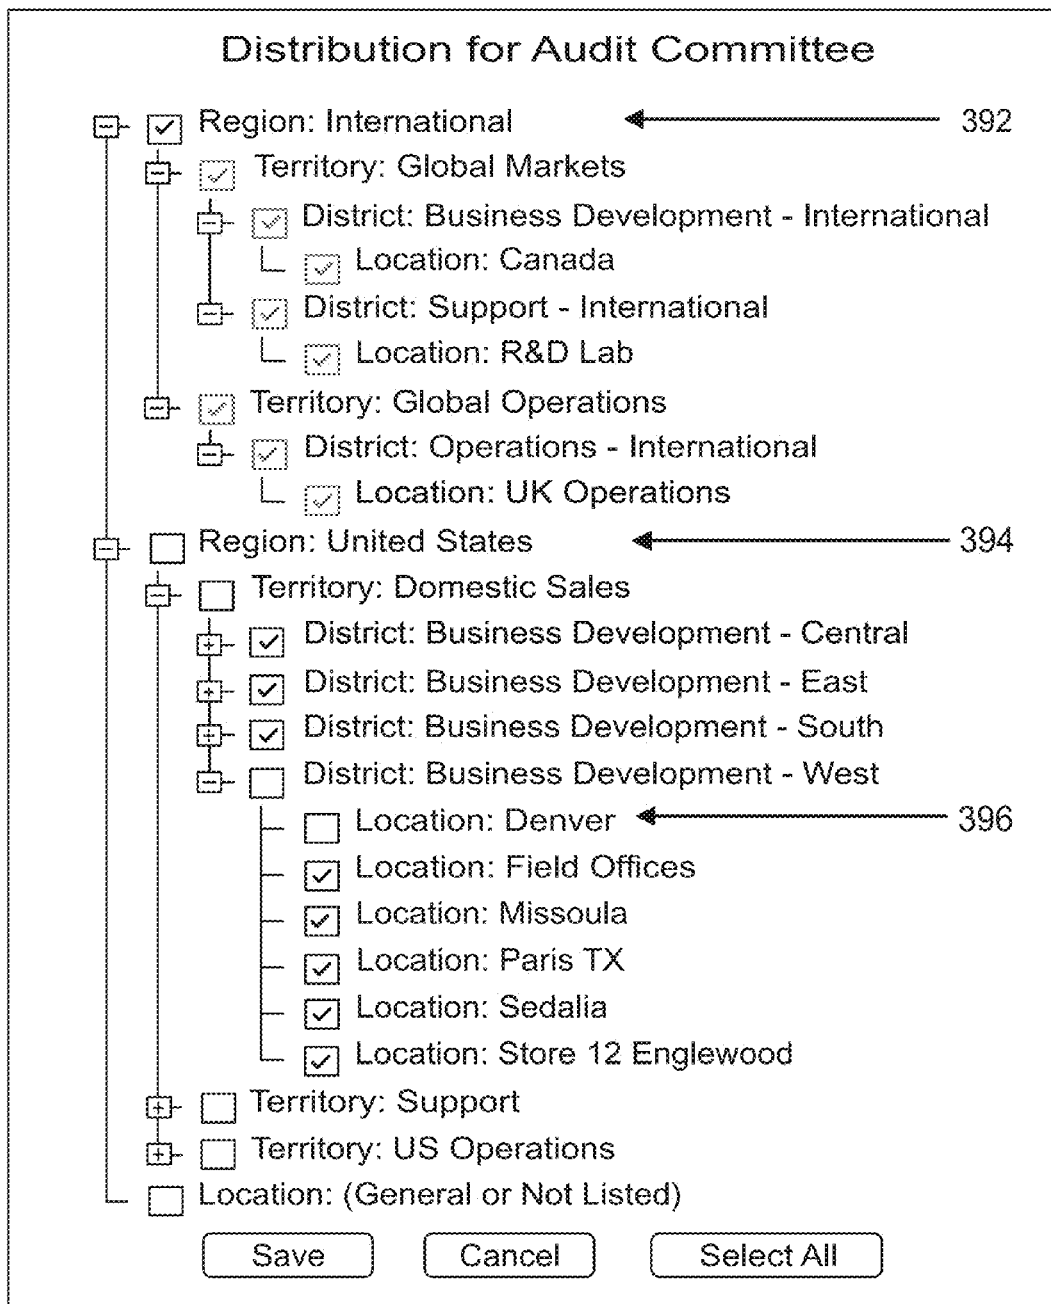 Distribution for Audit Committee
Region: International 392
Territory: Global Markets
District: Business Development - International
Location: Canada
District: Support - International
Location: R&D Lab
Territory: Global Operations
District: Operations - International
Location: UK Operations
Region: United States 394
Territory: Domestic Sales
District: Business Development - Central
District: Business Development - East
District: Business Development - South
District: Business Development - West
Location: Denver 396
Location: Field Offices
Location: Missoula
Location: Paris TX
Location: Sedalia
Location: Store 12 Englewood
Territory: Support
Territory: US Operations
Location: (General or Not Listed)
Save Cancel Select All